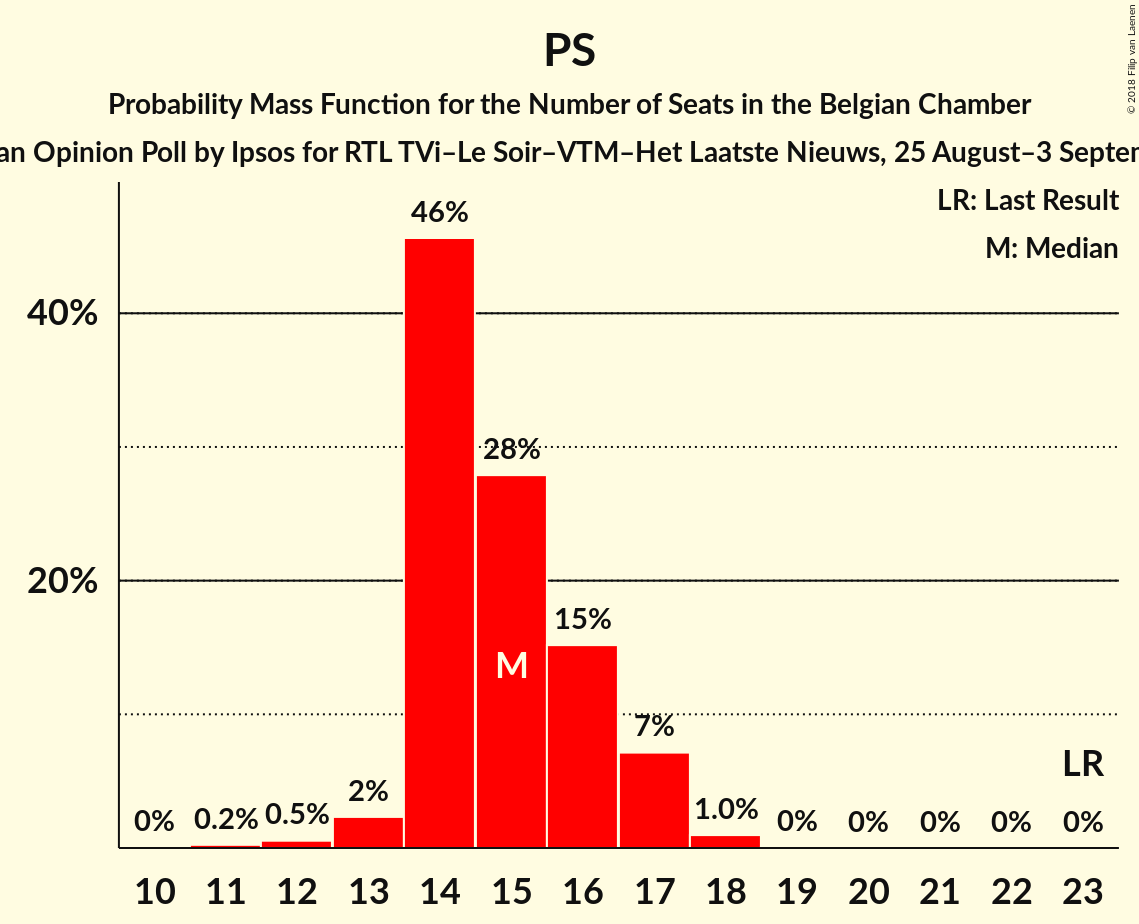 PS
Probability Mass Function for the Number of Seats in the Belgian Chamber
an Opinion Poll by Ipsos for RTL TVi–Le Soir–VTM–Het Laatste Nieuws, 25 August–3 Septem
© 2018 Filip van Laenen
LR: Last Result
M: Median
46%
40%
28%
20%
15%
M
7%
LR
0% 0.2% 0.5% 2% 1.0% 0% 0% 0% 0% 0%
10 11 12 13 14 15 16 17 18 19 20 21 22 23